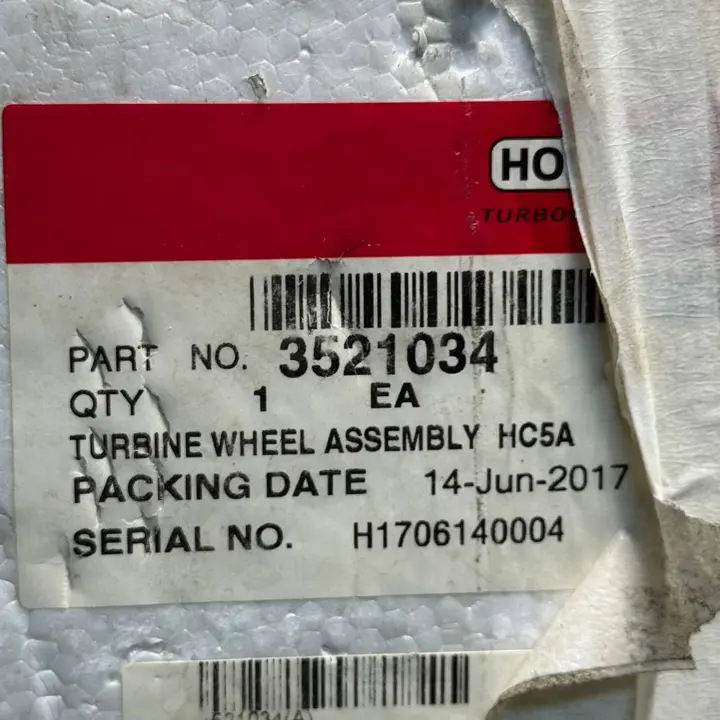 HO
TURBO
PART NO. 3521034
QTY 1 EA
TURBINE WHEEL ASSEMBLY HC5A
PACKING DATE 14-Jun-2017
SERIAL NO. H1706140004